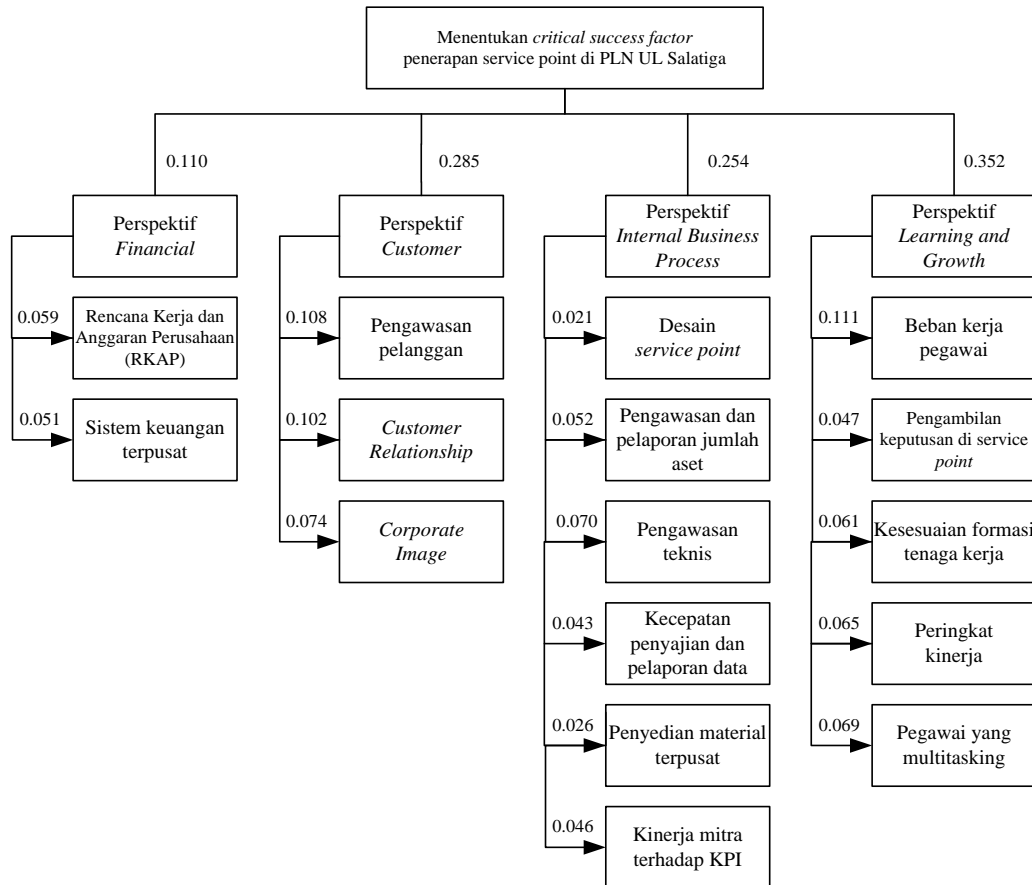 Menentukan critical success factor
penerapan service point di PLN UL Salatiga
0.110
0.285
0.254
0.352
Perspektif
Financial
Perspektif
Customer
Perspektif
Internal Business
Process
Perspektif
Learning and
Growth
0.059
Rencana Kerja dan
Anggaran Perusahaan
(RKAP)
0.108
Pengawasan
pelanggan
0.021
Desain
service point
0.111
Beban kerja
pegawai
0.051
Sistem keuangan
terpusat
0.102
Customer
Relationship
0.052
Pengawasan dan
pelaporan jumlah
aset
0.047
Pengambilan
keputusan di service
point
0.074
Corporate
Image
0.070
Pengawasan
teknis
0.061
Kesesuaian formasi
tenaga kerja
0.043
Kecepatan
penyajian dan
pelaporan data
0.065
Peringkat
kinerja
0.026
Penyedian material
terpusat
0.069
Pegawai yang
multitasking
0.046
Kinerja mitra
terhadap KPI